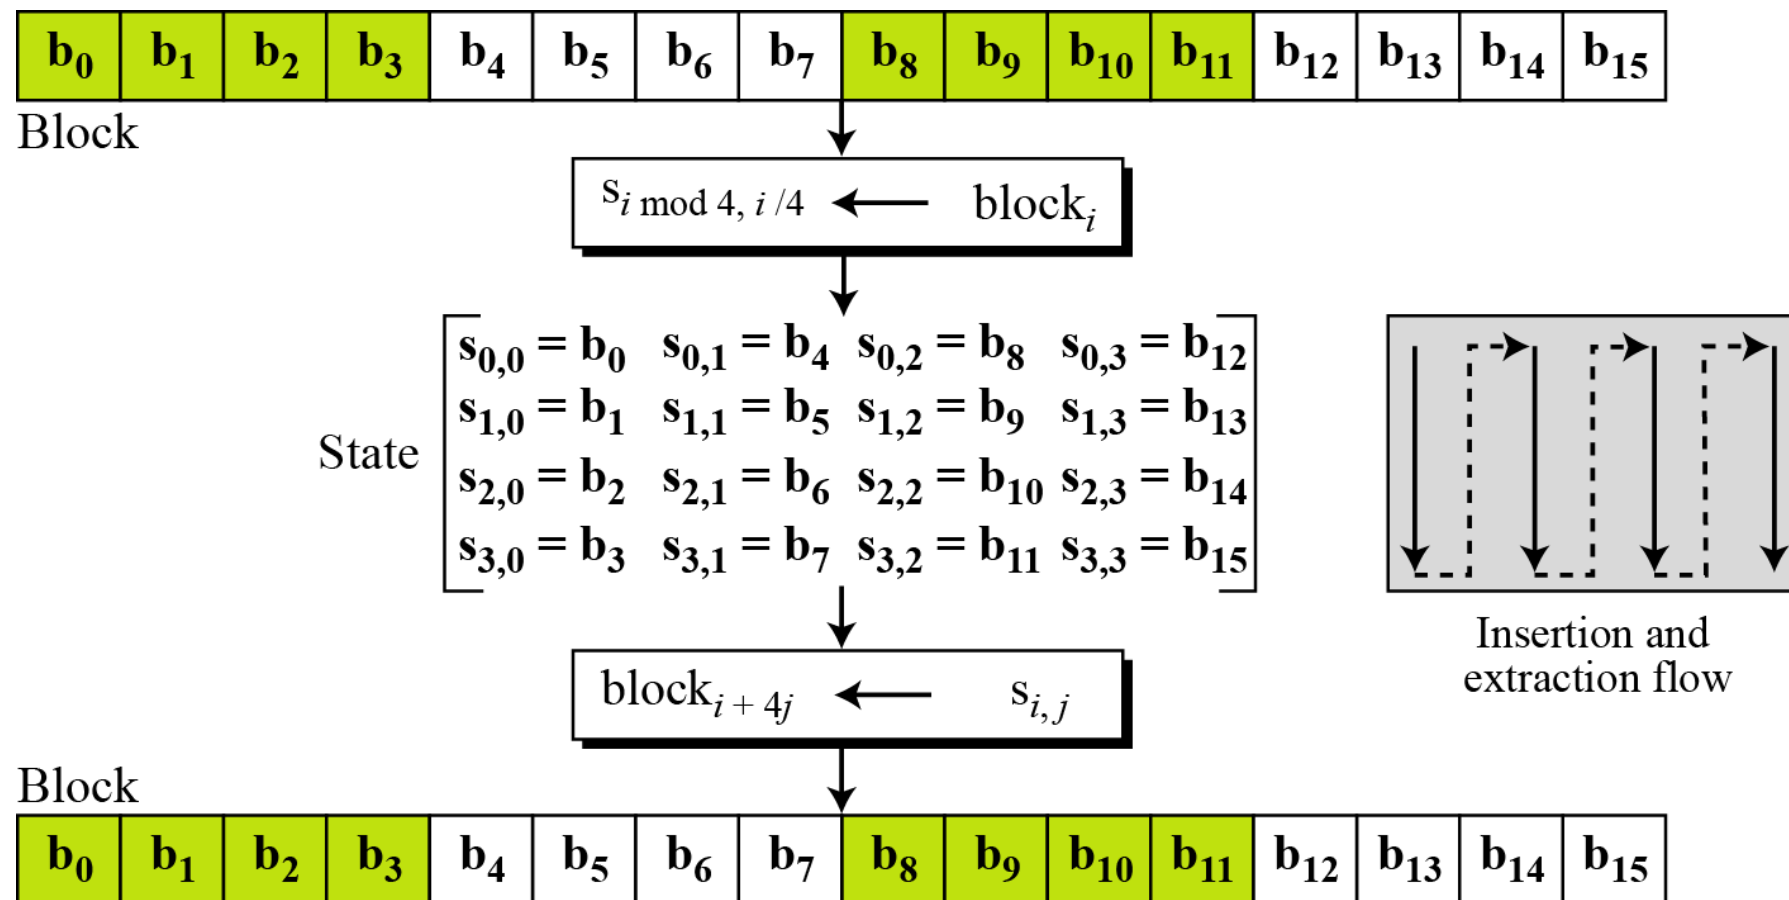 b0 b1 b2 b3 b4 b5 b6 b7 b8 b9 b10 b11 b12 b13 b14 b15
Block
s i mod 4, i /4 ← block i
State
s0,0 = b0 s0,1 = b4 s0,2 = b8 s0,3 = b12
s1,0 = b1 s1,1 = b5 s1,2 = b9 s1,3 = b13
s2,0 = b2 s2,1 = b6 s2,2 = b10 s2,3 = b14
s3,0 = b3 s3,1 = b7 s3,2 = b11 s3,3 = b15
Insertion and
extraction flow
block i + 4j ← s i, j
Block
b0 b1 b2 b3 b4 b5 b6 b7 b8 b9 b10 b11 b12 b13 b14 b15